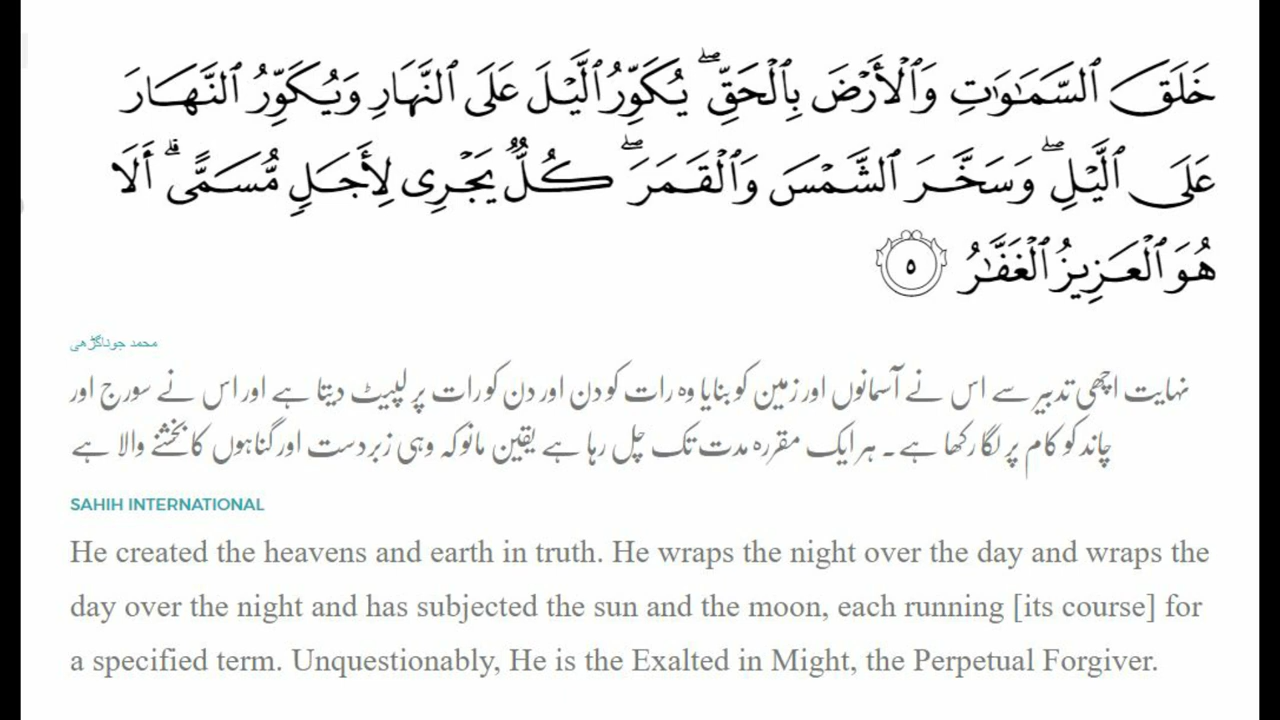 خَلَقَ ٱلسَّمَـٰوَٰتِ وَٱلْأَرْضَ بِٱلْحَقِّ ۖ يُكَوِّرُ ٱلَّيْلَ عَلَى ٱلنَّهَارِ وَيُكَوِّرُ ٱلنَّهَارَ
عَلَى ٱلَّيْلِ ۖ وَسَخَّرَ ٱلشَّمْسَ وَٱلْقَمَرَ ۖ كُلٌّ يَجْرِى لِأَجَلٍ مُّسَمًّى ۗ أَلَا
هُوَ ٱلْعَزِيزُ ٱلْغَفَّـٰرُ ٥
محمد جوناگڑھی
نہایت اچھی تدبیر سے اس نے آسمانوں اور زمین کو بنایا وہ رات کو دن اور دن کو رات پر لپیٹ دیتا ہے اور اس نے سورج اور
چاند کو کام پر لگا رکھا ہے۔ ہر ایک مقررہ مدت تک چل رہا ہے یقین مانو کہ وہی زبردست اور گناہوں کا بخشنے والا ہے
SAHIH INTERNATIONAL
He created the heavens and earth in truth. He wraps the night over the day and wraps the
day over the night and has subjected the sun and the moon, each running [its course] for
a specified term. Unquestionably, He is the Exalted in Might, the Perpetual Forgiver.